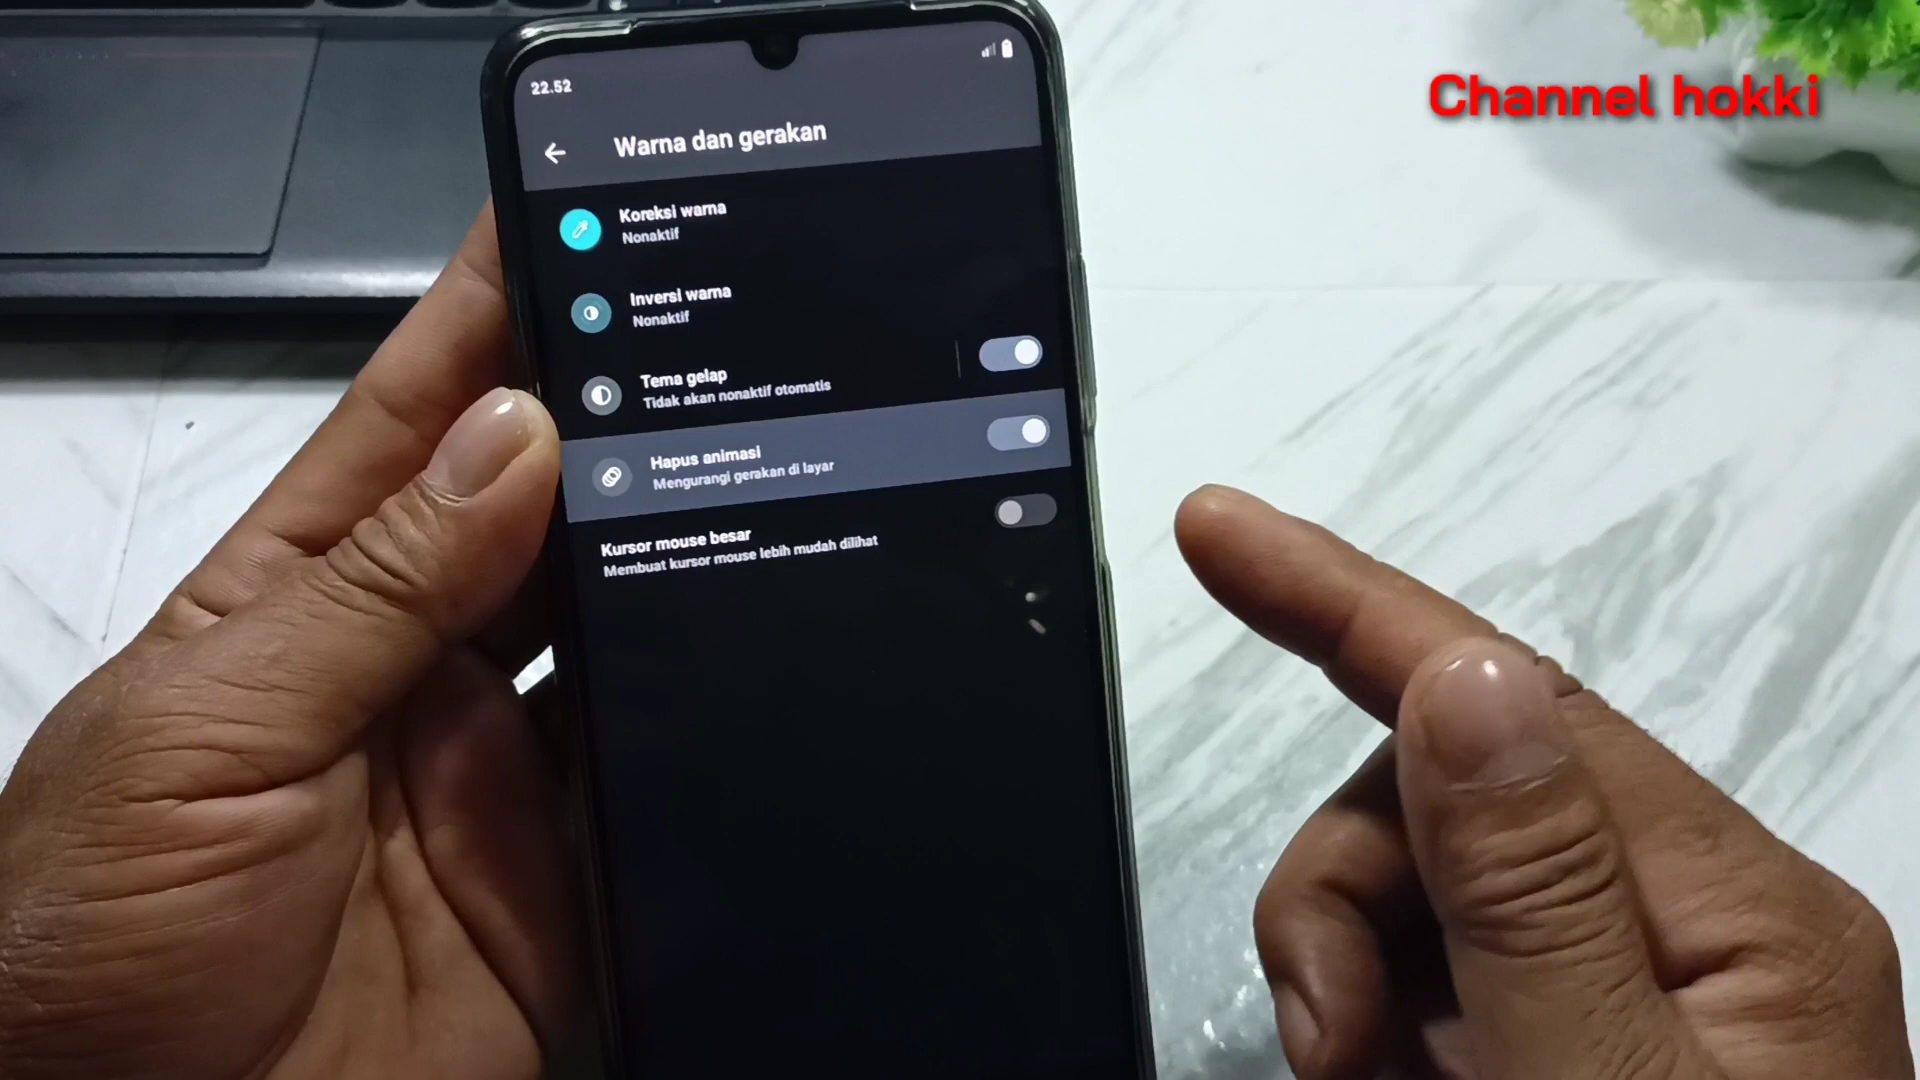 Channel hokki
22.52
Warna dan gerakan
Koreksi warna
Nonaktif
Inversi warna
Nonaktif
Tema gelap
Tidak akan nonaktif otomatis
Hapus animasi
Mengurangi gerakan di layar
Kursor mouse besar
Membuat kursor mouse lebih mudah dilihat